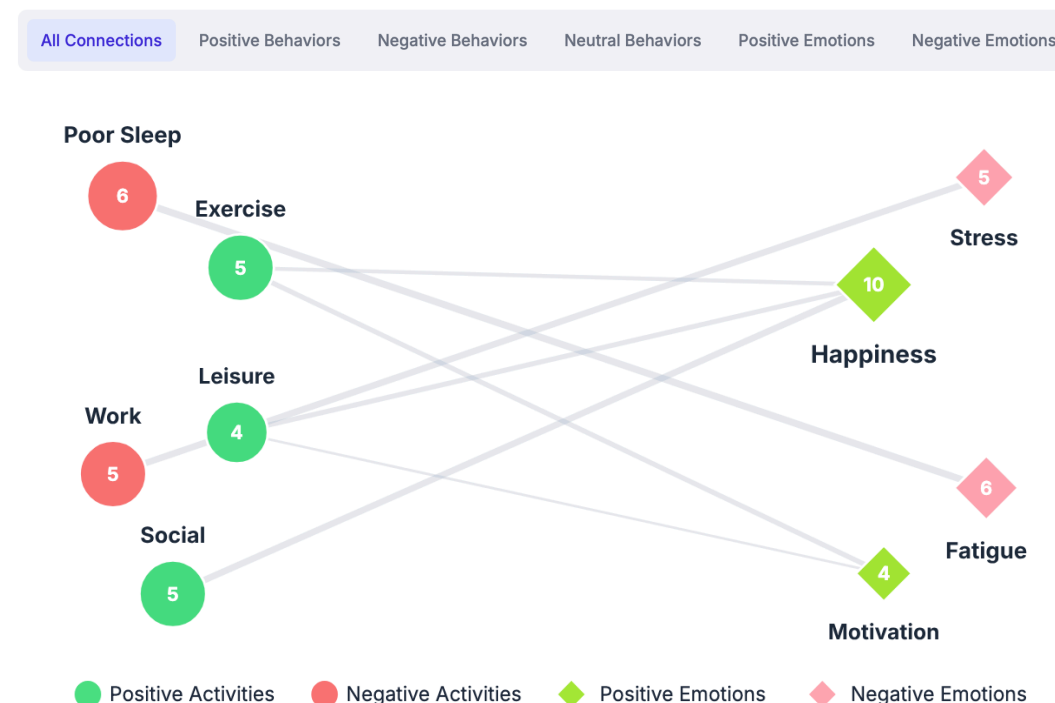 All Connections Positive Behaviors Negative Behaviors Neutral Behaviors Positive Emotions Negative Emotions
Poor Sleep
6
Exercise
5
5
Stress
10
Happiness
Leisure
4
Work
5
6
Fatigue
Social
5
4
Motivation
Positive Activities Negative Activities Positive Emotions Negative Emotions